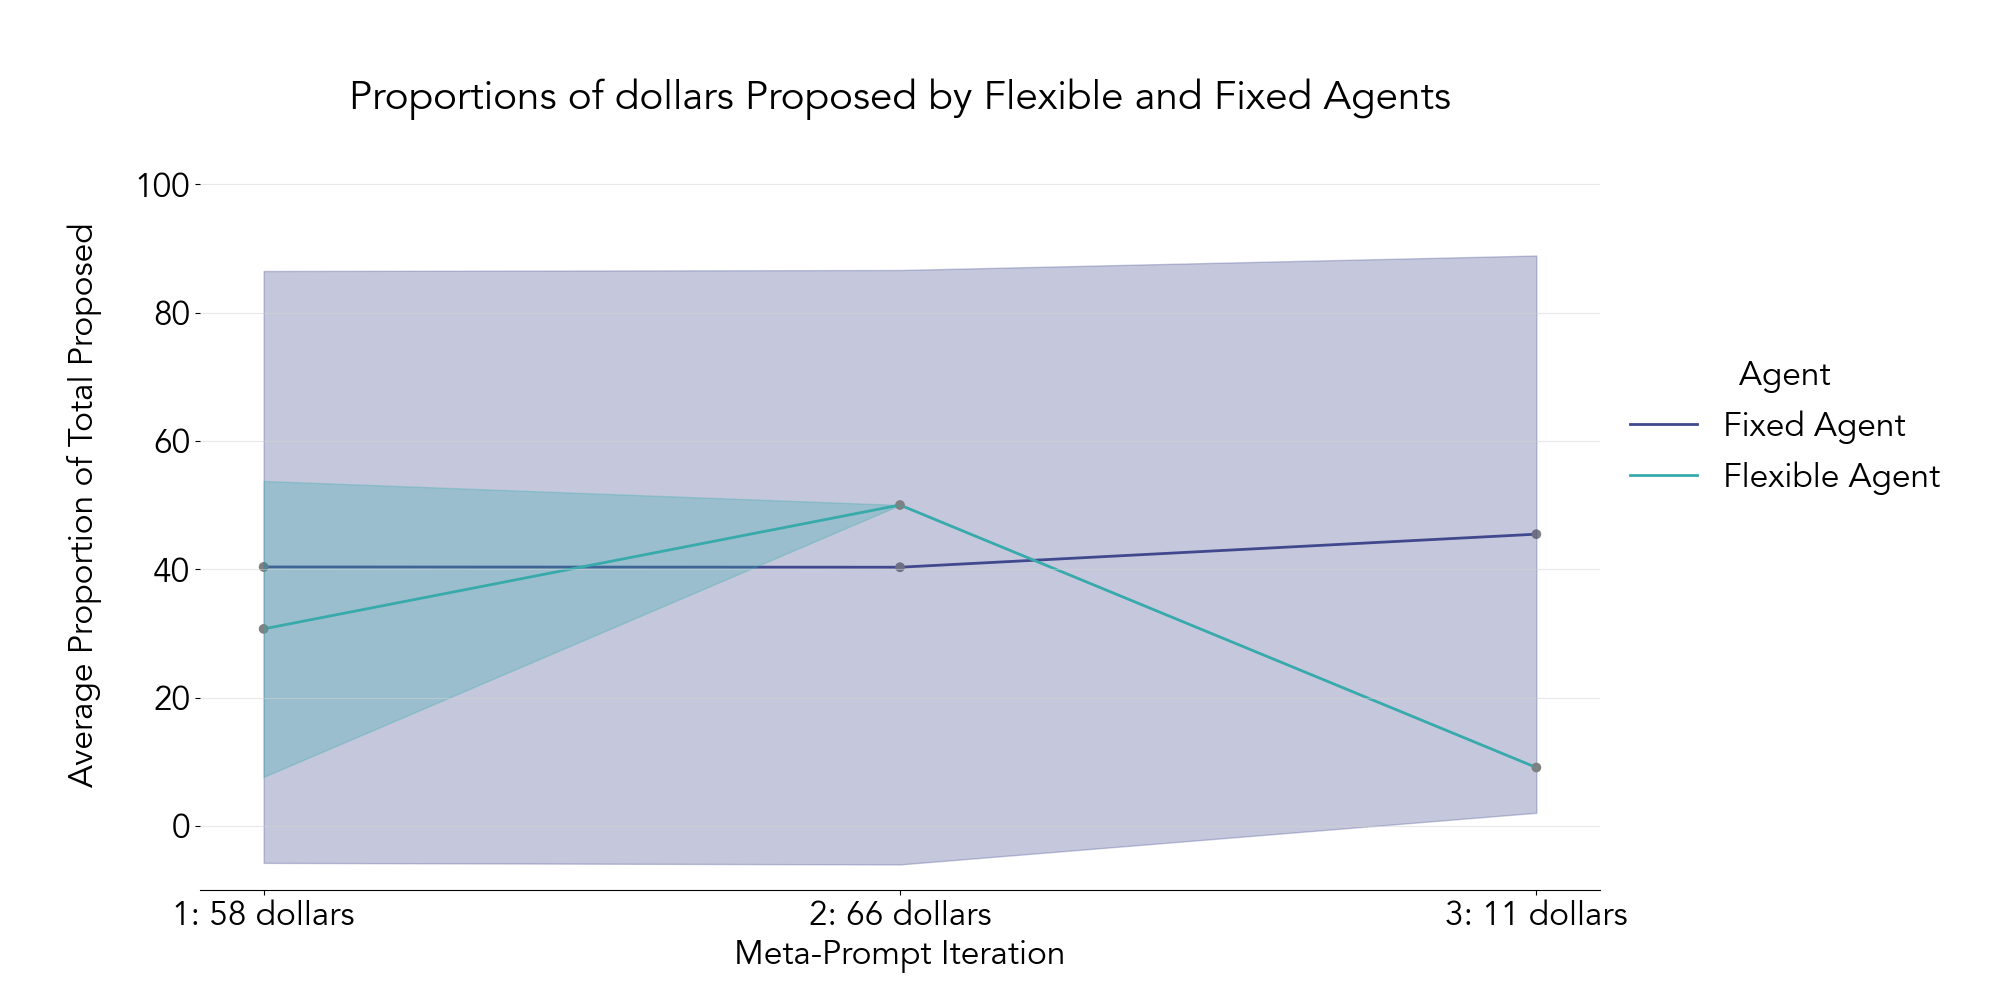 Proportions of dollars Proposed by Flexible and Fixed Agents
Average Proportion of Total Proposed
100
80
60
40
20
0
1: 58 dollars
2: 66 dollars
3: 11 dollars
Meta-Prompt Iteration
Agent
Fixed Agent
Flexible Agent